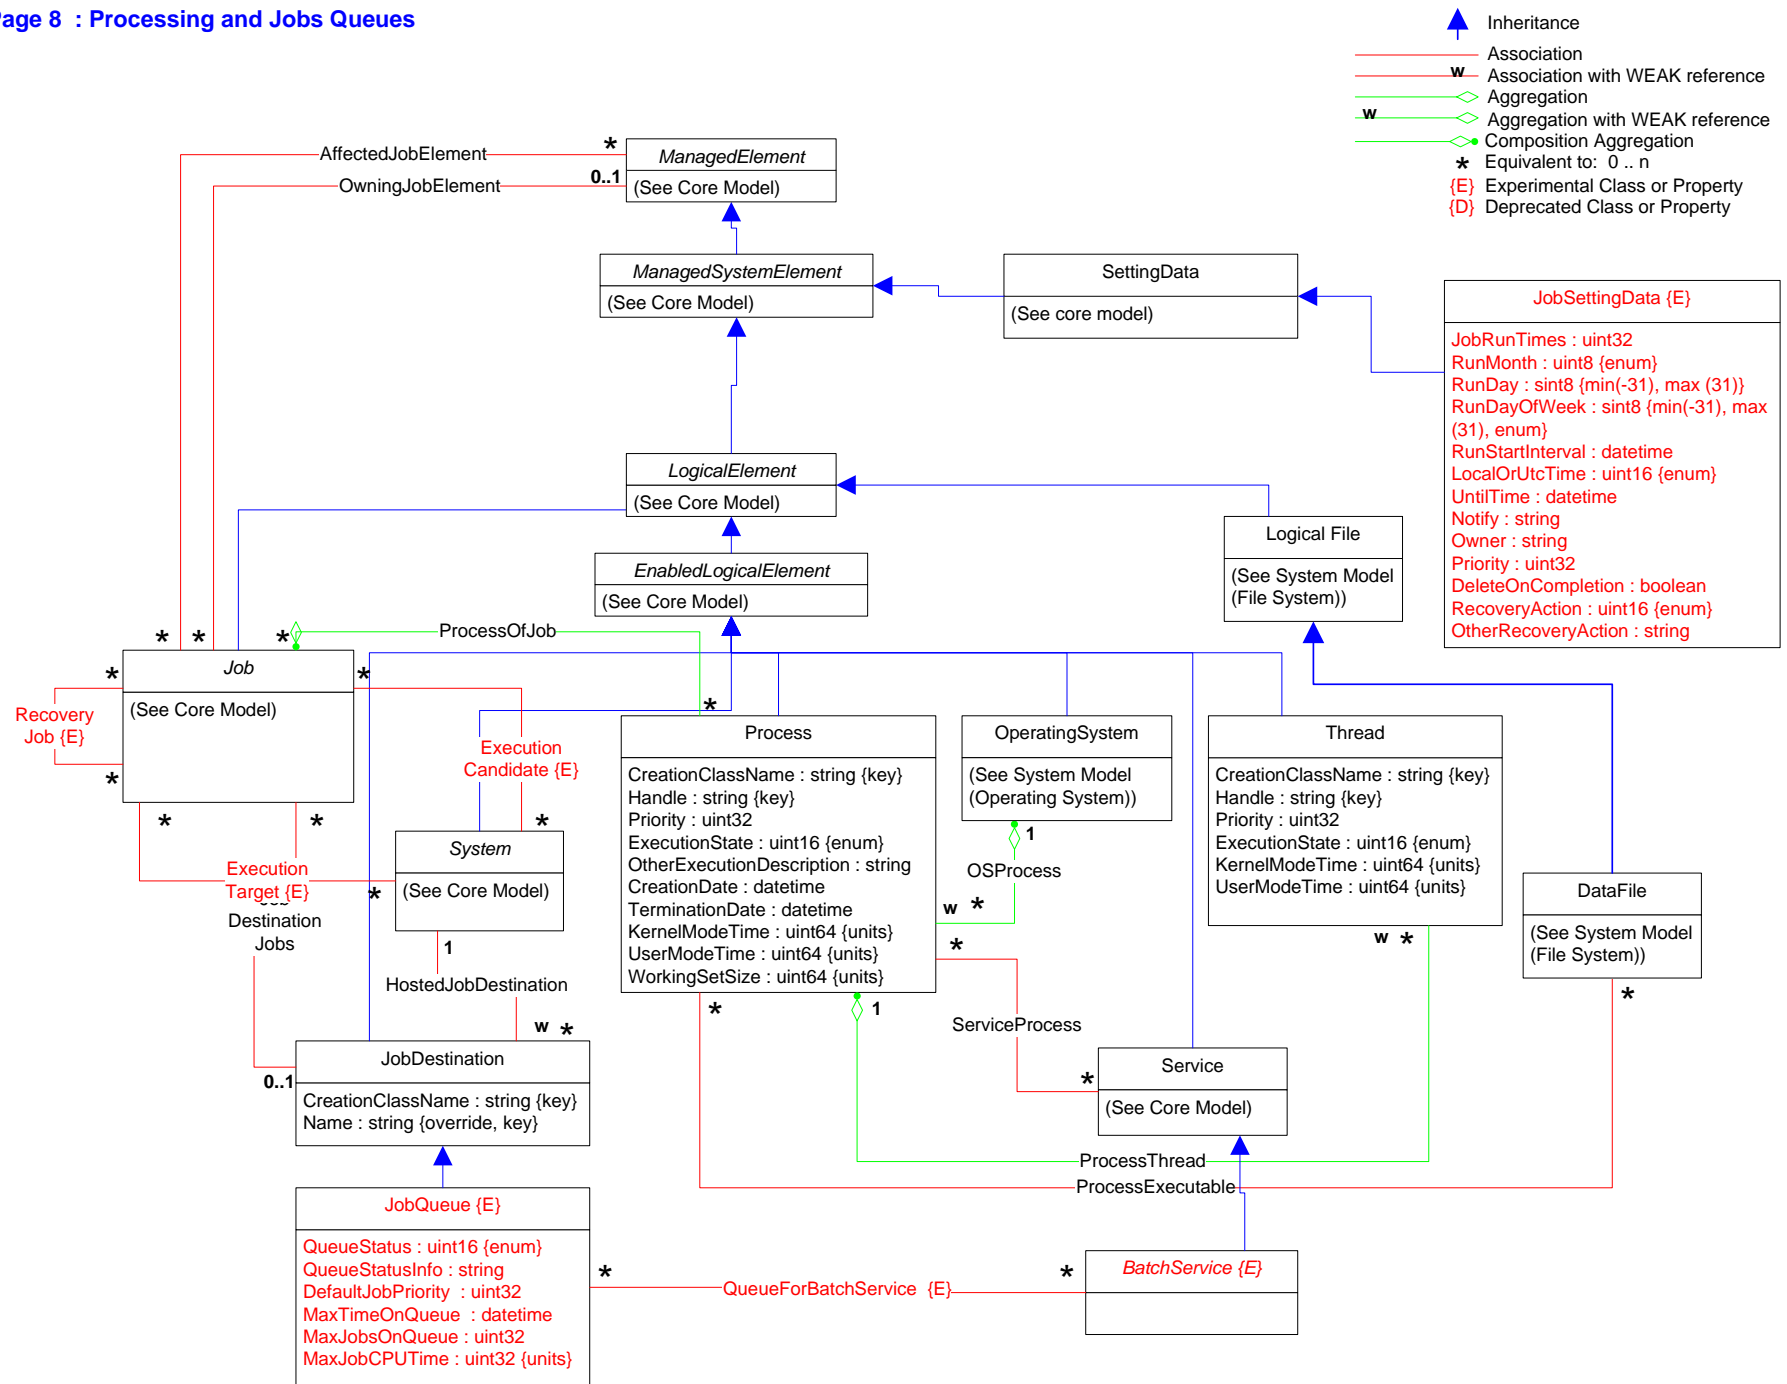 Page 8 : Processing and Jobs Queues
Inheritance
Association
w
Association with WEAK reference
Aggregation
w
Aggregation with WEAK reference
Composition Aggregation
* Equivalent to: 0 .. n
{E} Experimental Class or Property
{D} Deprecated Class or Property
AffectedJobElement
*
OwningJobElement
0..1
ManagedElement
(See Core Model)
ManagedSystemElement
(See Core Model)
SettingData
(See core model)
JobSettingData {E}
JobRunTimes : uint32
RunMonth : uint8 {enum}
RunDay : sint8 {min(-31), max (31)}
RunDayOfWeek : sint8 {min(-31), max
(31), enum}
RunStartInterval : datetime
LocalOrUtcTime : uint16 {enum}
UntilTime : datetime
Notify : string
Owner : string
Priority : uint32
DeleteOnCompletion : boolean
RecoveryAction : uint16 {enum}
OtherRecoveryAction : string
LogicalElement
(See Core Model)
EnabledLogicalElement
(See Core Model)
Logical File
(See System Model
(File System))
* * *
ProcessOfJob
*
*
*
Job
(See Core Model)
Recovery
Job {E}
*
*
*
Execution
Candidate {E}
*
*
Process
CreationClassName : string {key}
Handle : string {key}
Priority : uint32
ExecutionState : uint16 {enum}
OtherExecutionDescription : string
CreationDate : datetime
TerminationDate : datetime
KernelModeTime : uint64 {units}
UserModeTime : uint64 {units}
WorkingSetSize : uint64 {units}
OperatingSystem
(See System Model
(Operating System))
1
OSProcess
w *
Thread
CreationClassName : string {key}
Handle : string {key}
Priority : uint32
ExecutionState : uint16 {enum}
KernelModeTime : uint64 {units}
UserModeTime : uint64 {units}
w *
DataFile
(See System Model
(File System))
*
System
(See Core Model)
Execution
Target {E}
*
Job
Destination
Jobs
1
HostedJobDestination
w *
0..1
JobDestination
CreationClassName : string {key}
Name : string {override, key}
*
*
1
ServiceProcess
*
Service
(See Core Model)
ProcessThread
ProcessExecutable
JobQueue {E}
QueueStatus : uint16 {enum}
QueueStatusInfo : string
DefaultJobPriority : uint32
MaxTimeOnQueue : datetime
MaxJobsOnQueue : uint32
MaxJobCPUTime : uint32 {units}
*
QueueForBatchService {E}
*
BatchService {E}